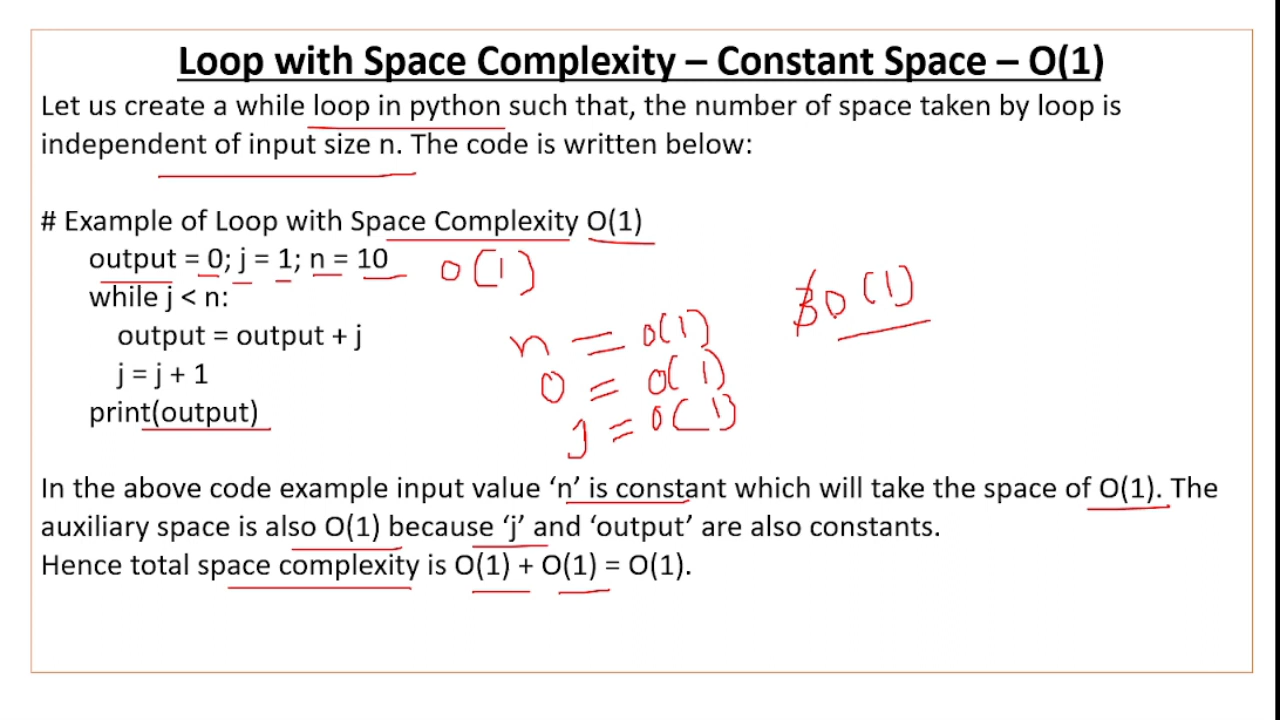 Loop with Space Complexity – Constant Space – O(1)
Let us create a while loop in python such that, the number of space taken by loop is
independent of input size n. The code is written below:
# Example of Loop with Space Complexity O(1)
output = 0; j = 1; n = 10
O(1)
while j < n:
output = output + j
j = j + 1
print(output)
n = O(1)
O = O(1)
j = O(1)
3O(1)
In the above code example input value ‘n’ is constant which will take the space of O(1). The
auxiliary space is also O(1) because ‘j’ and ‘output’ are also constants.
Hence total space complexity is O(1) + O(1) = O(1).